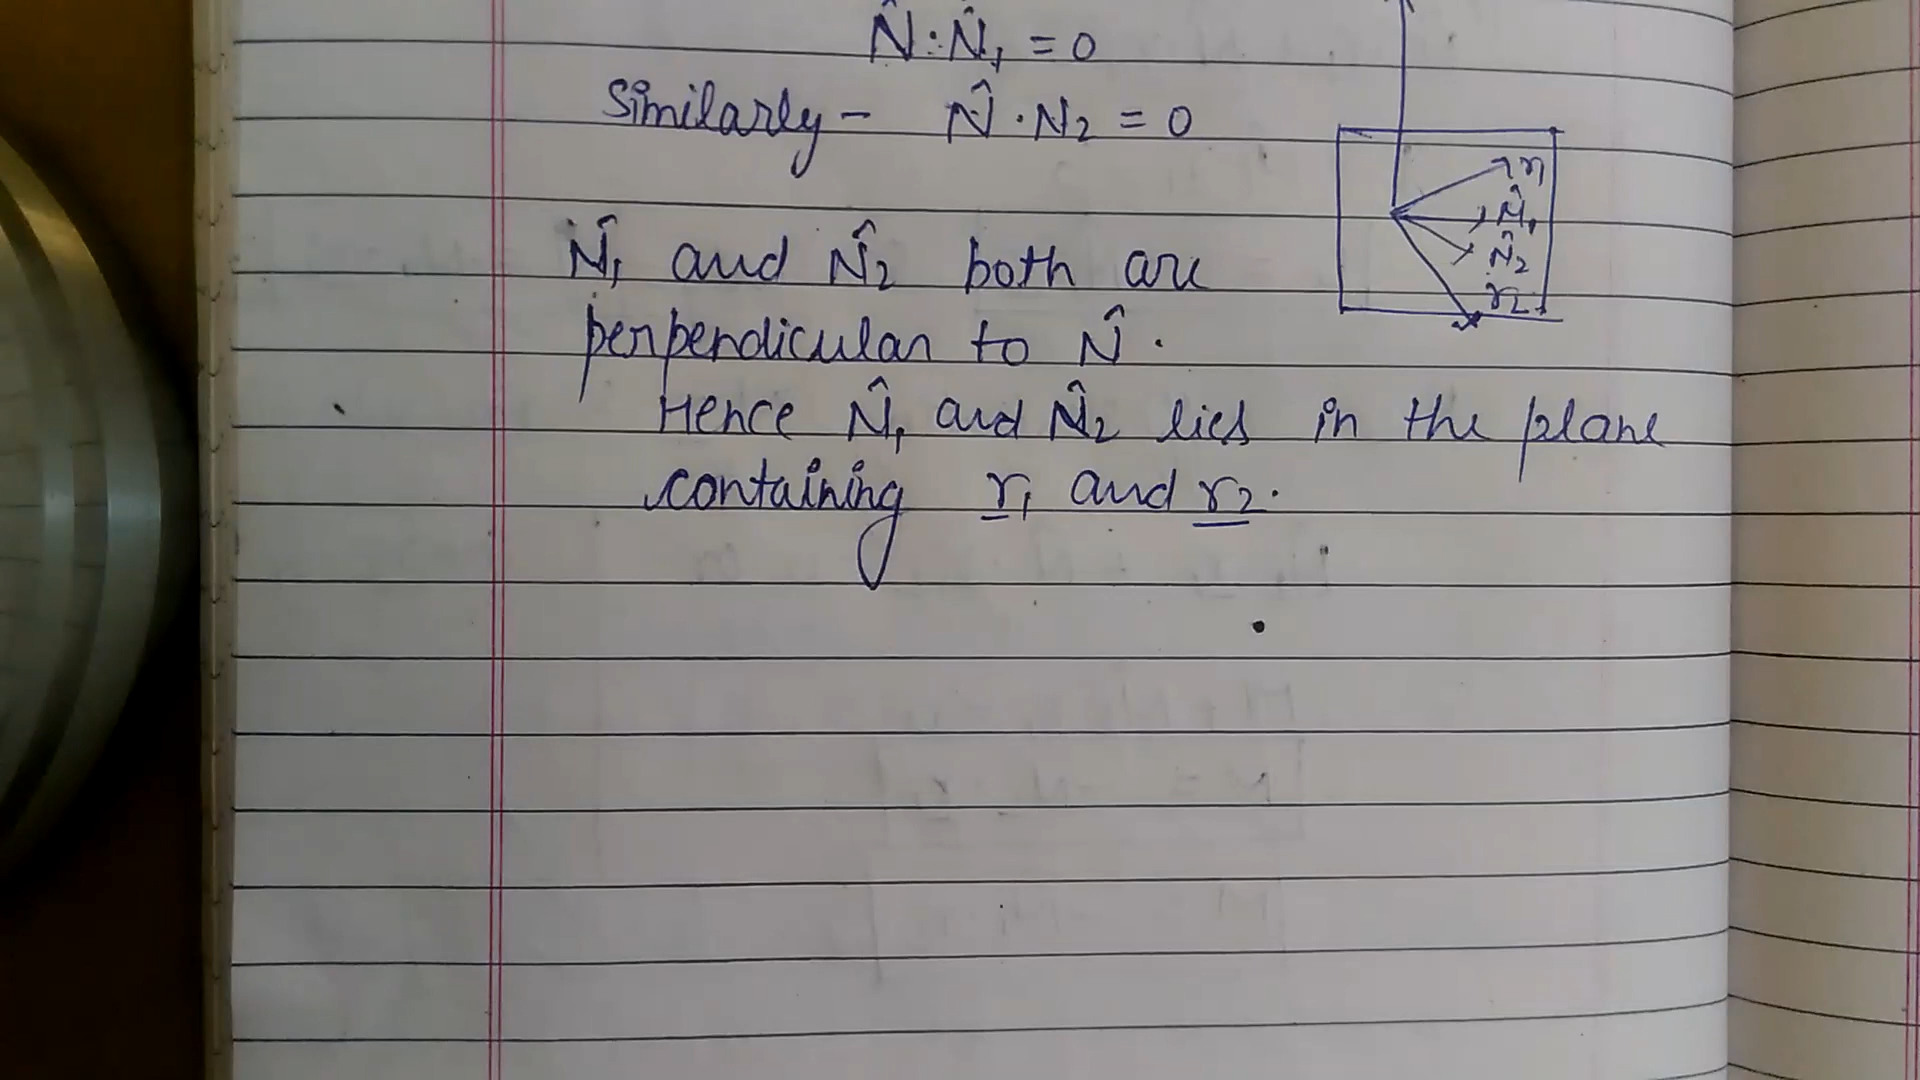 N̂·N̂₁ = 0
Similarly - N̂·N₂ = 0
r₁
N̂₁
N̂₂
r₂
N̂₁ and N̂₂ both are
perpendicular to N̂.
Hence N̂₁ and N̂₂ lies in the plane
containing r₁ and r₂.